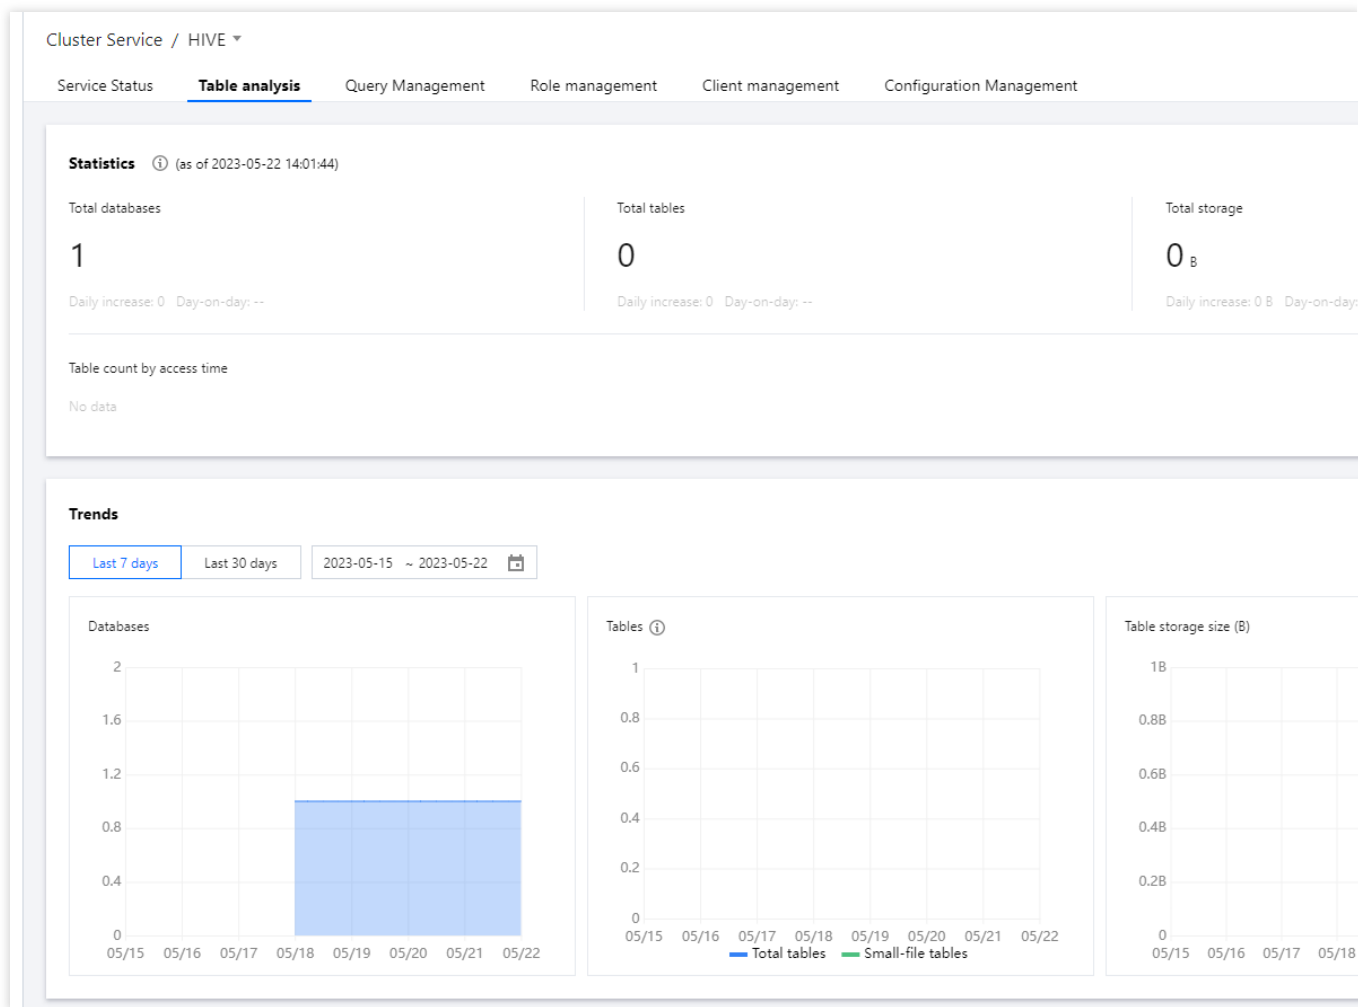 Cluster Service / HIVE
Service Status Table analysis Query Management Role management Client management Configuration Management
Statistics (as of 2023-05-22 14:01:44)
Total databases Total tables Total storage
1 0 0 B
Daily increase: 0 Day-on-day: -- Daily increase: 0 Day-on-day: -- Daily increase: 0 B Day-on-day:
Table count by access time
No data
Trends
Last 7 days Last 30 days 2023-05-15 ~ 2023-05-22
Databases
2
1.6
1.2
0.8
0.4
0
05/15 05/16 05/17 05/18 05/19 05/20 05/21 05/22
Tables
1
0.8
0.6
0.4
0.2
0
05/15 05/16 05/17 05/18 05/19 05/20 05/21 05/22
Total tables Small-file tables
Table storage size (B)
1B
0.8B
0.6B
0.4B
0.2B
0
05/15 05/16 05/17 05/18